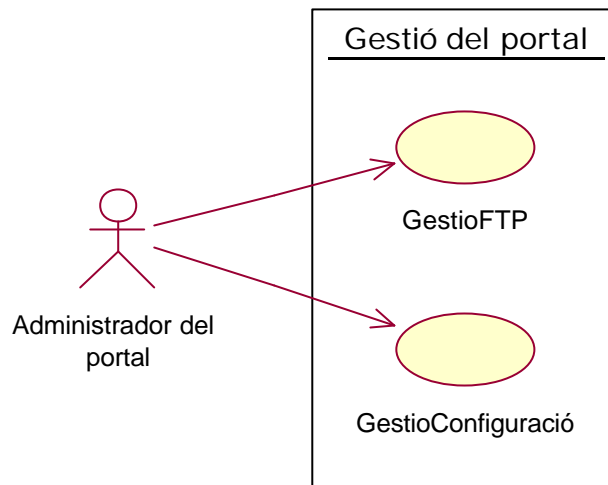 Gestió del portal
GestioFTP
Administrador del
portal
GestioConfiguració